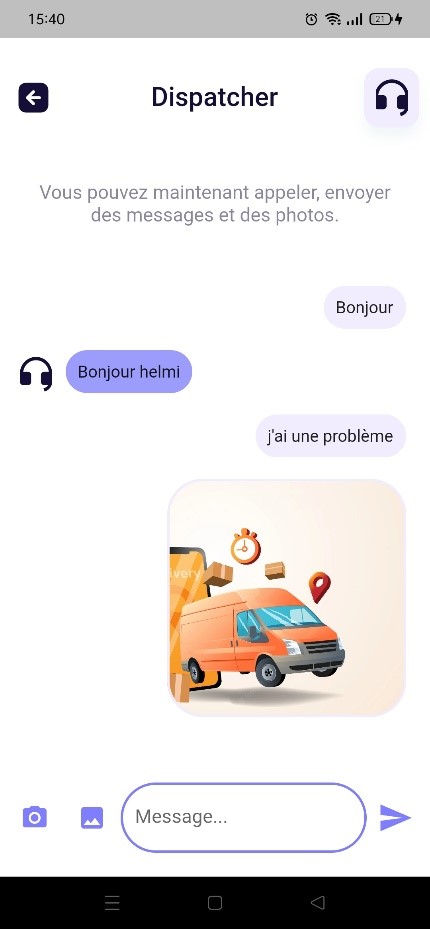 15:40
21
Dispatcher
Vous pouvez maintenant appeler, envoyer
des messages et des photos.
Bonjour
Bonjour helmi
j'ai une problème
ivery
Message...